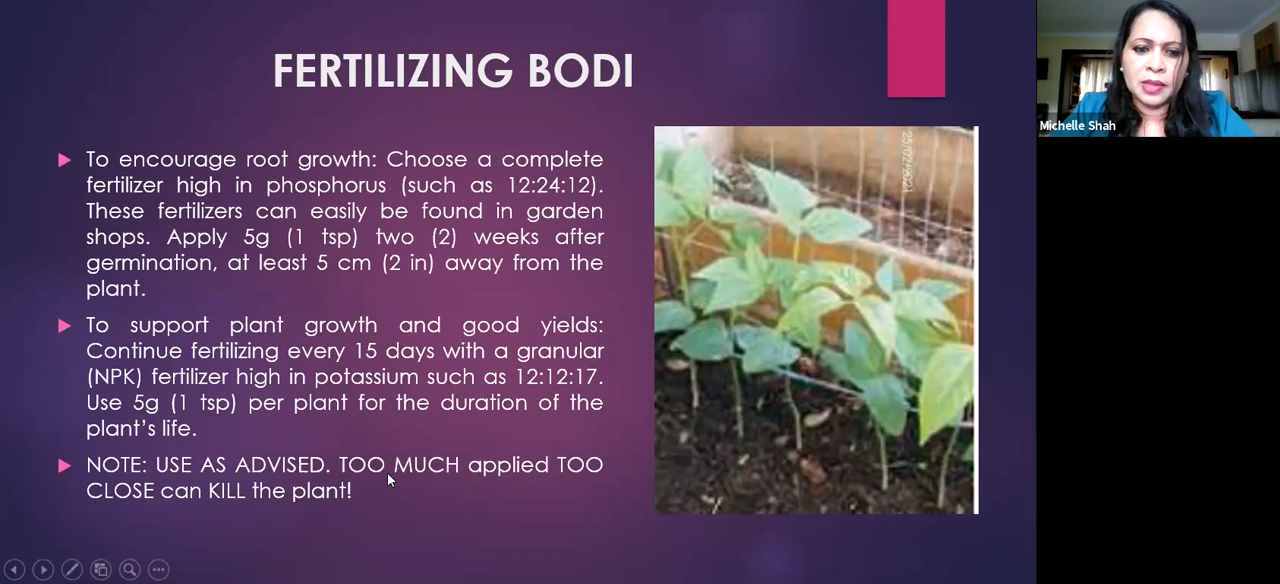 FERTILIZING BODI
To encourage root growth: Choose a complete
fertilizer high in phosphorus (such as 12:24:12).
These fertilizers can easily be found in garden
shops. Apply 5g (1 tsp) two (2) weeks after
germination, at least 5 cm (2 in) away from the
plant.
To support plant growth and good yields:
Continue fertilizing every 15 days with a granular
(NPK) fertilizer high in potassium such as 12:12:17.
Use 5g (1 tsp) per plant for the duration of the
plant's life.
NOTE: USE AS ADVISED. TOO MUCH applied TOO
CLOSE can KILL the plant!
25/02/2021
Michelle Shah